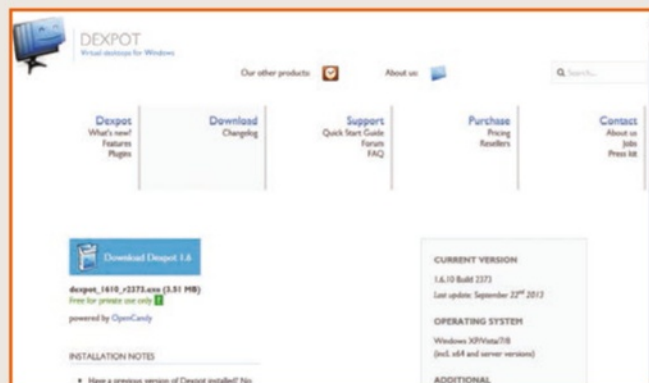 DEXPOT
Virtual desktops for Windows
Our other products:
About us:
Search...
Dexpot
What's new?
Features
Plugins
Download
Changelog
Support
Quick Start Guide
Forum
FAQ
Purchase
Pricing
Resellers
Contact
About us
Jobs
Press kit
Download Dexpot 1.6
dexpot_1610_r2373.exe (3.51 MB)
Free for private use only
powered by OpenCandy
INSTALLATION NOTES
• Have a previous version of Dexpot installed? No
CURRENT VERSION
1.6.10 Build 2373
Last update: September 22nd 2013
OPERATING SYSTEM
Windows XP/Vista/7/8
(incl. x64 and server versions)
ADDITIONAL